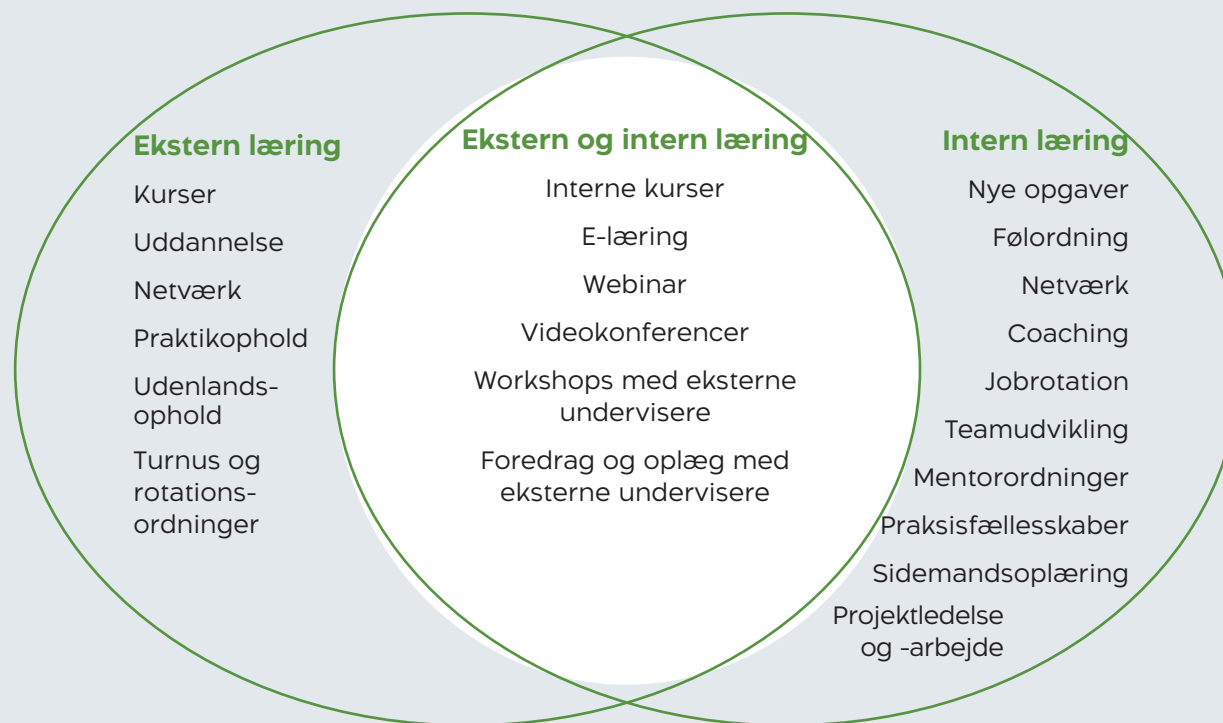 Ekstern læring
Kurser
Uddannelse
Netværk
Praktikophold
Udenlands-
ophold
Turnus og
rotations-
ordninger
Ekstern og intern læring
Interne kurser
E-læring
Webinar
Videokonferencer
Workshops med eksterne
undervisere
Foredrag og oplæg med
eksterne undervisere
Intern læring
Nye opgaver
Følordning
Netværk
Coaching
Jobrotation
Teamudvikling
Mentorordninger
Praksisfællesskaber
Sidemandsoplæring
Projektledelse
og -arbejde